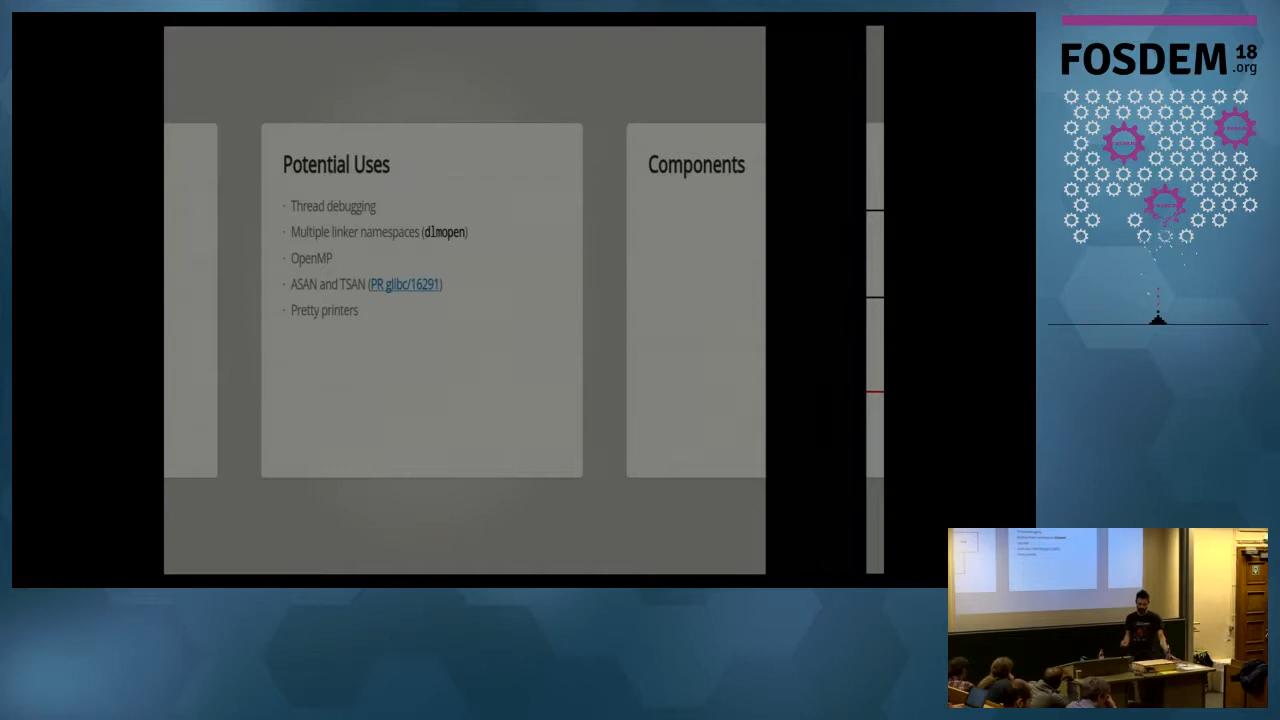 Potential Uses
· Thread debugging
· Multiple linker namespaces (dlmopen)
· OpenMP
· ASAN and TSAN (PR glibc/16291)
· Pretty printers
Components
FOSDEM 18
.org